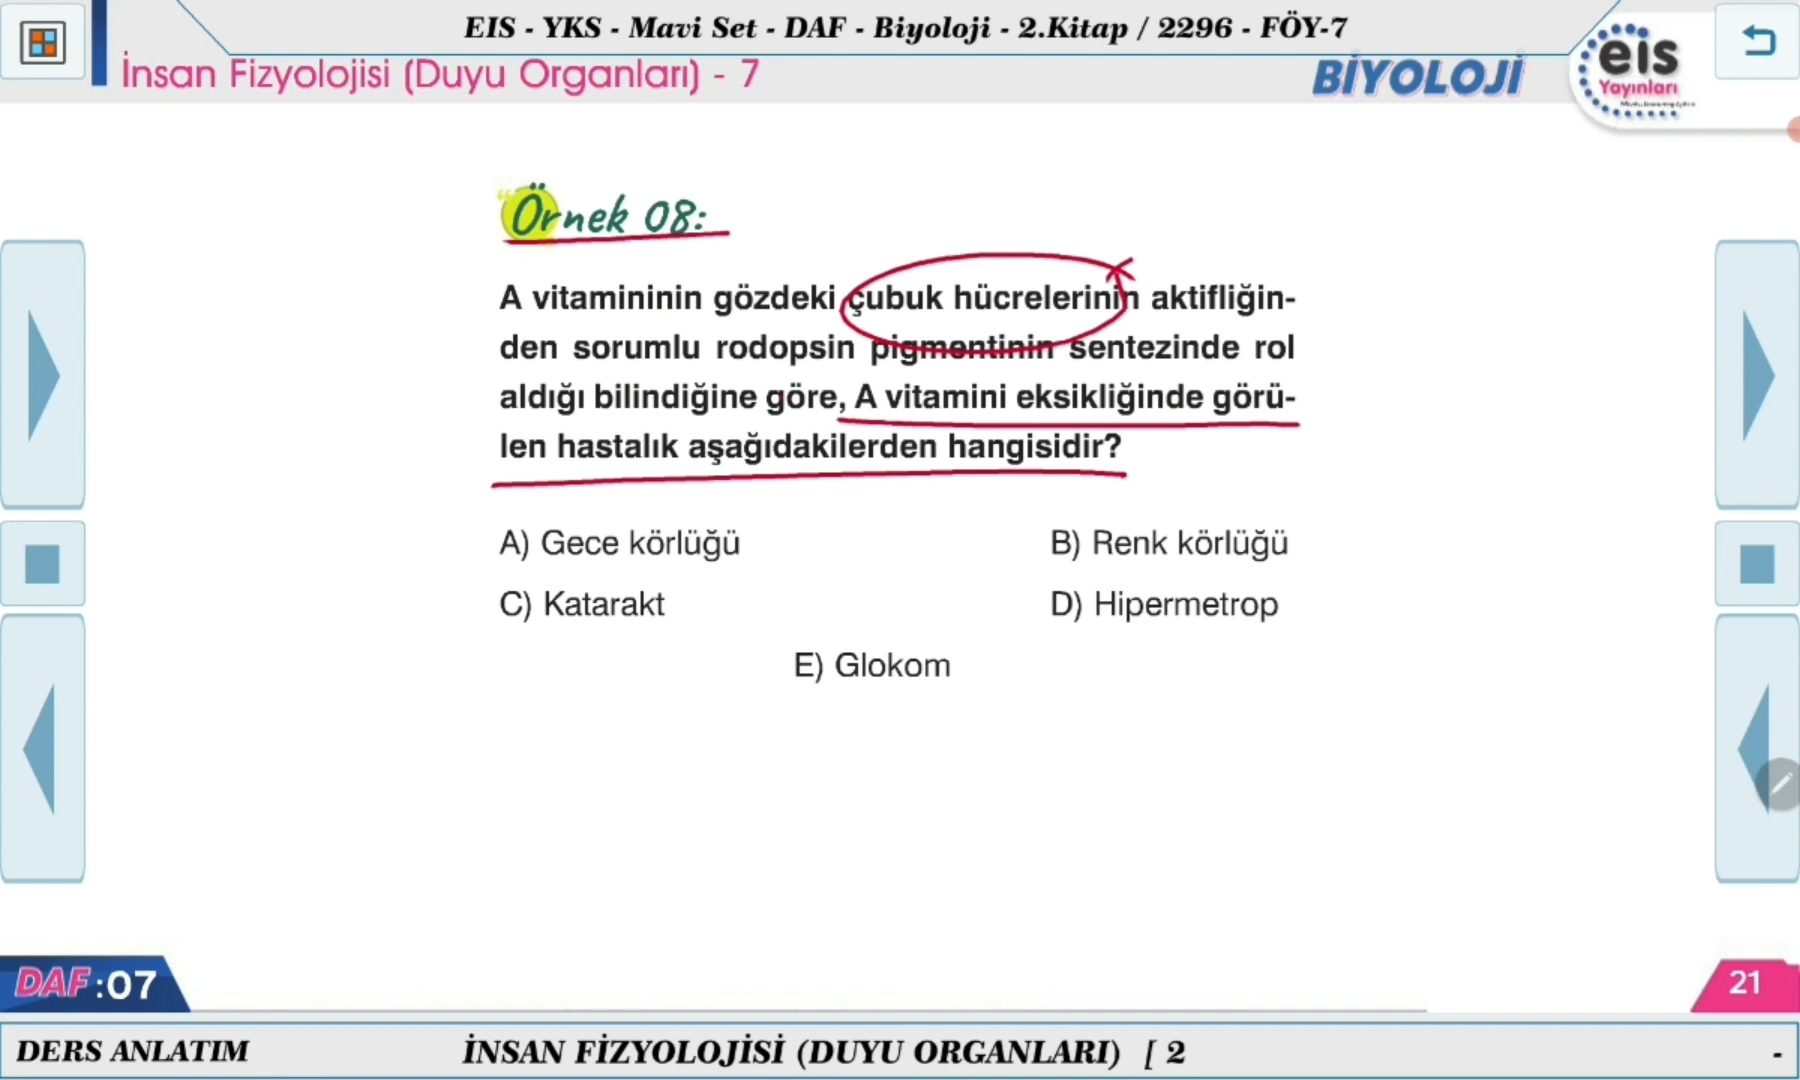 EIS - YKS - Mavi Set - DAF - Biyoloji - 2.Kitap / 2296 - FÖY-7
İnsan Fizyolojisi (Duyu Organları) - 7
BİYOLOJİ
eis
Yayınları
Örnek 08:
A vitamininin gözdeki çubuk hücrelerinin aktifliğin-
den sorumlu rodopsin pigmentinin sentezinde rol
aldığı bilindiğine göre, A vitamini eksikliğinde görü-
len hastalık aşağıdakilerden hangisidir?
A) Gece körlüğü B) Renk körlüğü
C) Katarakt D) Hipermetrop
E) Glokom
DAF:07
21
DERS ANLATIM İNSAN FİZYOLOJİSİ (DUYU ORGANLARI) [ 2 -